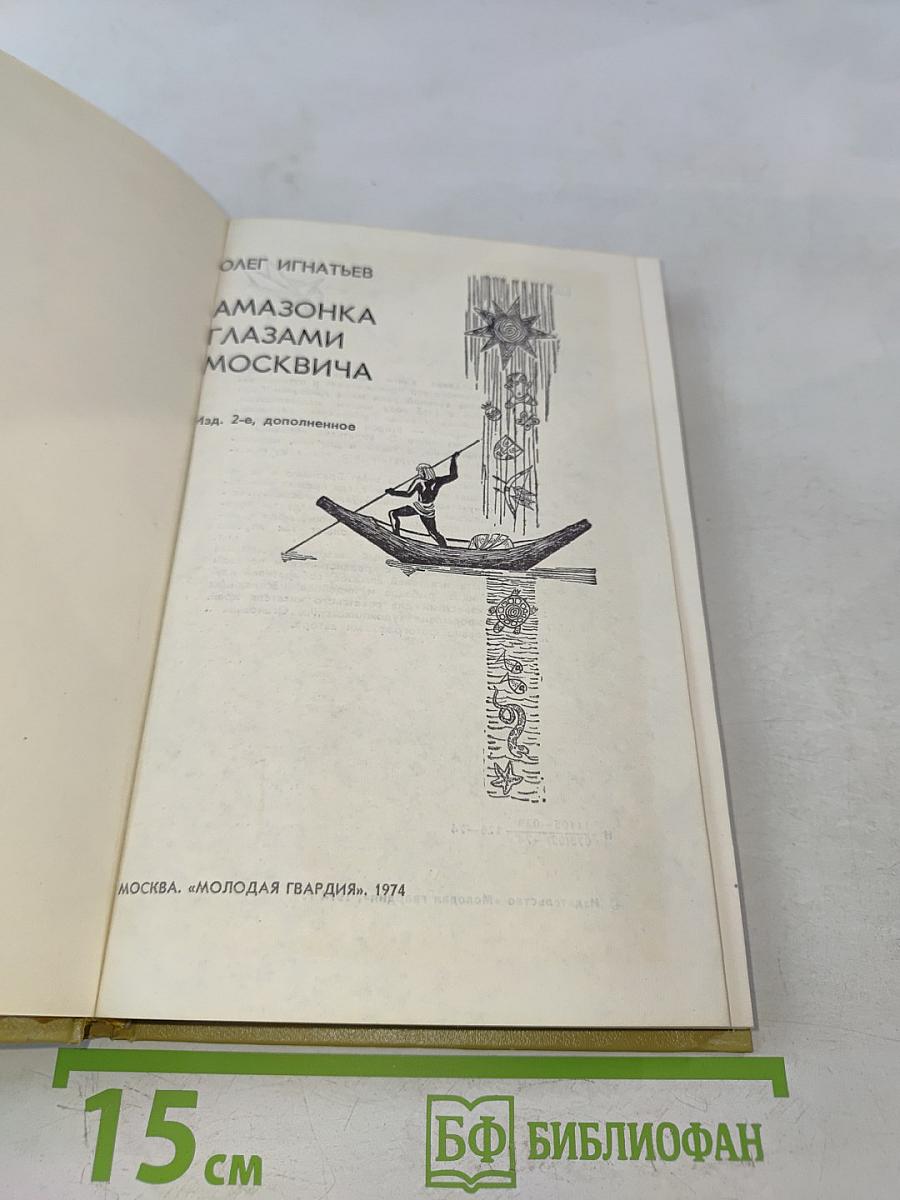 ОЛЕГ ИГНАТЬЕВ
АМАЗОНКА
ГЛАЗАМИ
МОСКВИЧА
Изд. 2-е, дополненное
МОСКВА. «МОЛОДАЯ ГВАРДИЯ». 1974
15 см
БФ БИБЛИОФАН